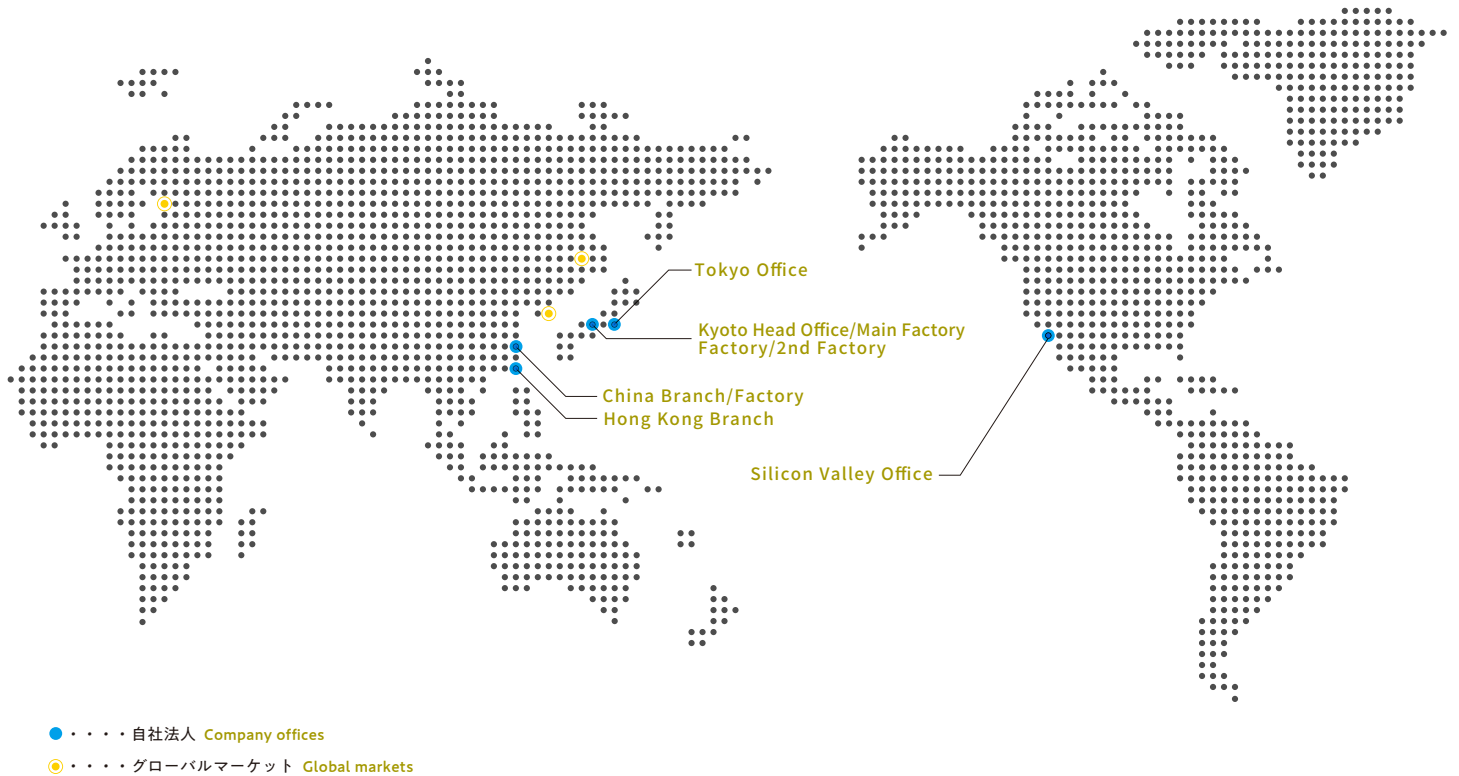 Tokyo Office
Kyoto Head Office/Main Factory
Factory/2nd Factory
China Branch/Factory
Hong Kong Branch
Silicon Valley Office
・・・・自社法人 Company offices
・・・・グローバルマーケット Global markets